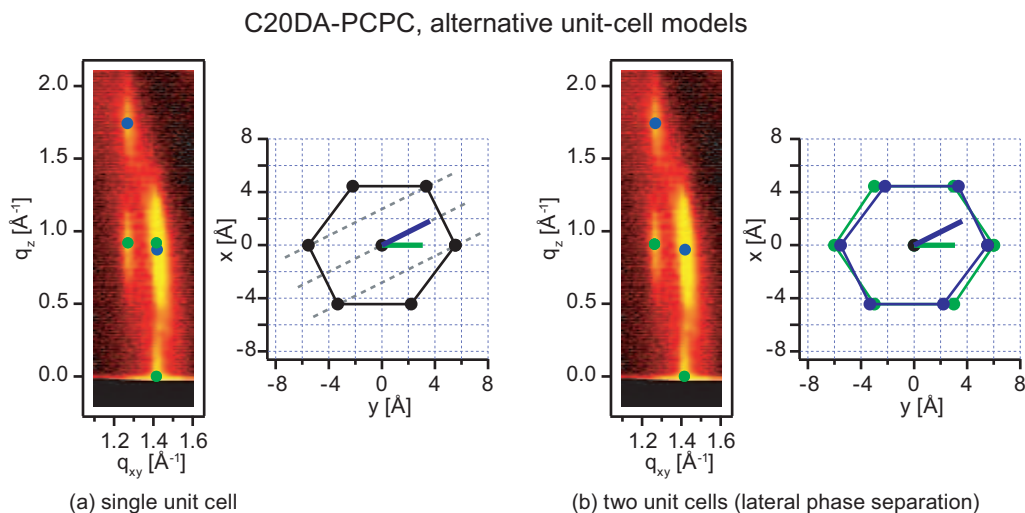 C20DA-PCPC, alternative unit-cell models
2.0
1.5
1.0
0.5
0.0
q_z [Å⁻¹]
1.2 1.4 1.6
q_xy [Å⁻¹]
8
4
0
-4
-8
x [Å]
-8 -4 0 4 8
y [Å]
(a) single unit cell
2.0
1.5
1.0
0.5
0.0
q_z [Å⁻¹]
1.2 1.4 1.6
q_xy [Å⁻¹]
8
4
0
-4
-8
x [Å]
-8 -4 0 4 8
y [Å]
(b) two unit cells (lateral phase separation)